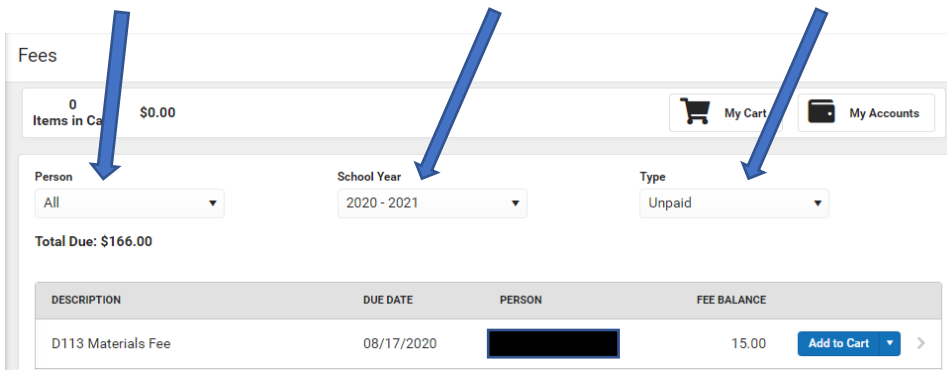 Fees
0 $0.00 My Cart My Accounts
Items in Ca
Person School Year Type
All 2020 - 2021 Unpaid
Total Due: $166.00
DESCRIPTION DUE DATE PERSON FEE BALANCE
D113 Materials Fee 08/17/2020 15.00 Add to Cart